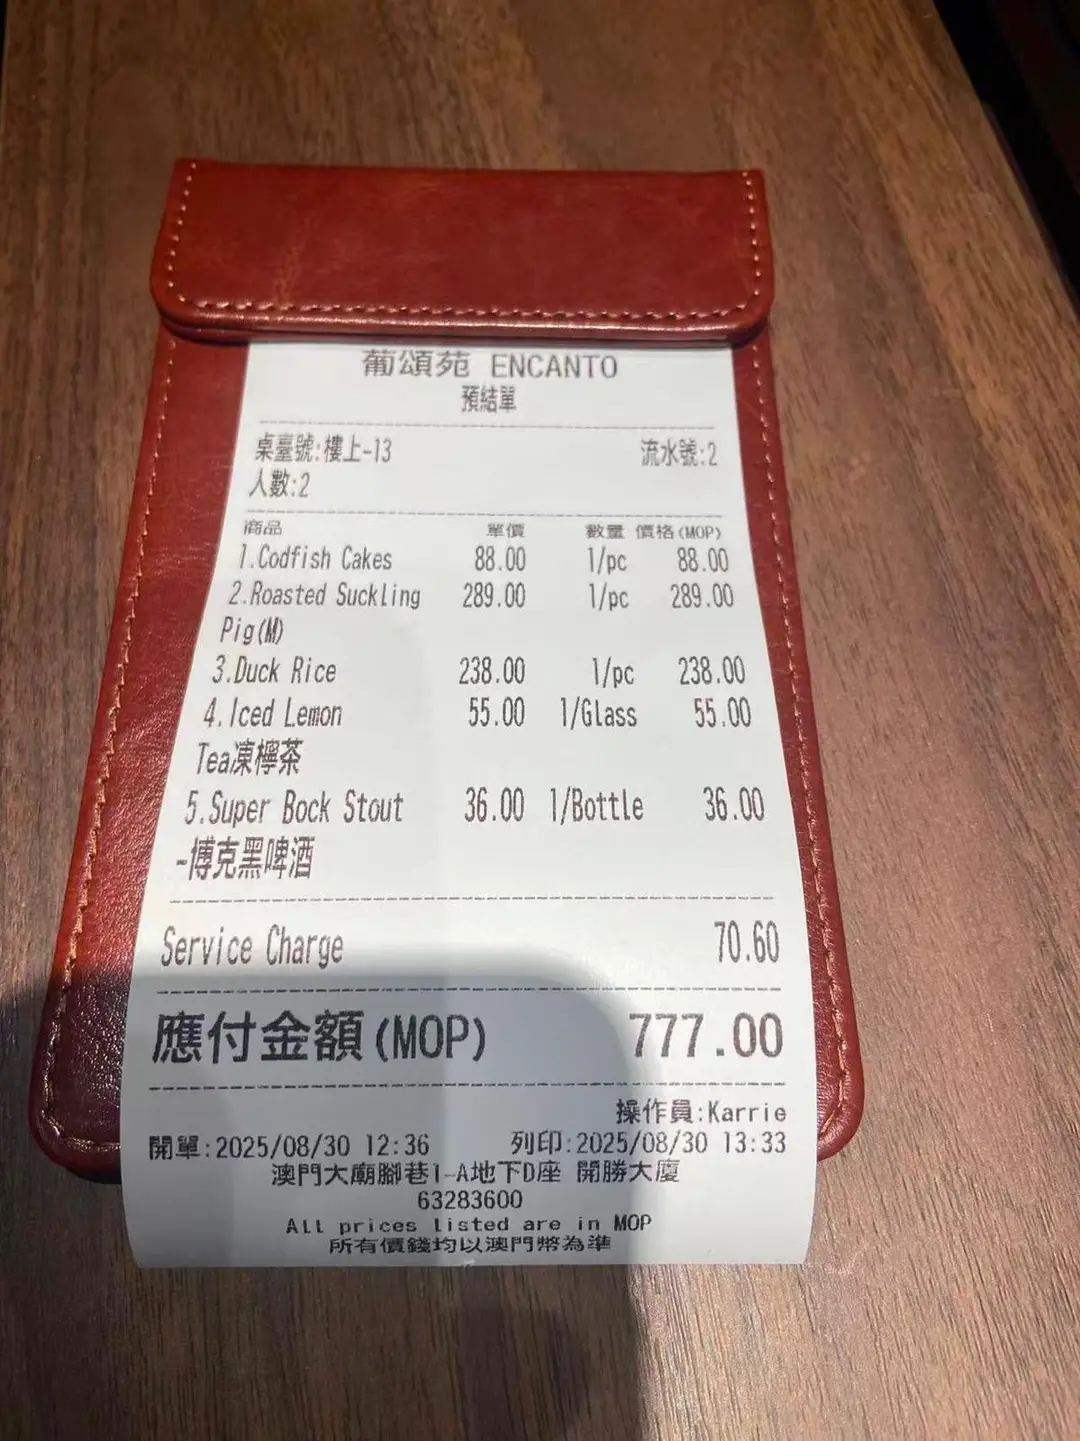 葡頌苑 ENCANTO
預結單
桌臺號:樓上-13 流水號:2
人數:2
商品 單價 數量 價格(MOP)
1.Codfish Cakes 88.00 1/pc 88.00
2.Roasted Suckling 289.00 1/pc 289.00
Pig(M)
3.Duck Rice 238.00 1/pc 238.00
4.Iced Lemon 55.00 1/Glass 55.00
Tea凍檸茶
5.Super Bock Stout 36.00 1/Bottle 36.00
-博克黑啤酒
Service Charge 70.60
應付金額(MOP) 777.00
操作員:Karrie
開單:2025/08/30 12:36 列印:2025/08/30 13:33
澳門大廟腳巷1-A地下D座 開勝大廈
63283600
All prices listed are in MOP
所有價錢均以澳門幣為準